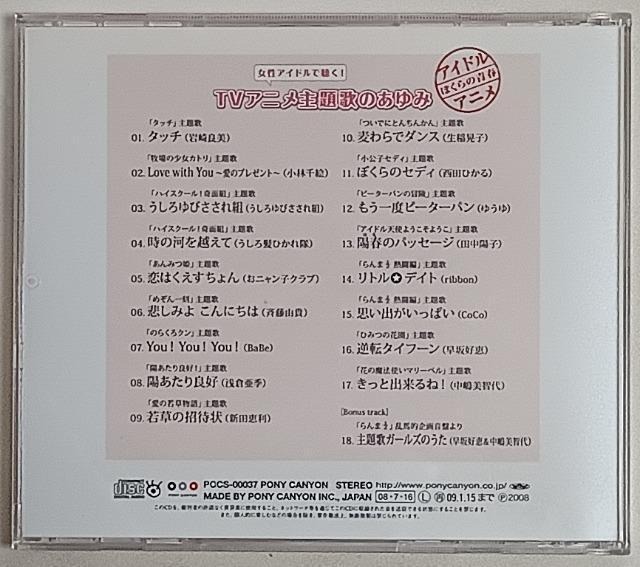 女性アイドルで聴く!
TVアニメ主題歌のあゆみ
アイドル
ぼくらの青春
アニメ
「タッチ」主題歌
01. タッチ(岩崎良美)
「牧場の少女カトリ」主題歌
02. Love with You ～愛のプレゼント～(小林千絵)
「ハイスクール!奇面組」主題歌
03. うしろゆびさされ組(うしろゆびさされ組)
「ハイスクール!奇面組」主題歌
04. 時の河を越えて(うしろ髪ひかれ隊)
「あんみつ姫」主題歌
05. 恋はくえすちょん(おニャン子クラブ)
「めぞん一刻」主題歌
06. 悲しみよ こんにちは(斉藤由貴)
「のらくろクン」主題歌
07. You! You! You!(BaBe)
「陽あたり良好!」主題歌
08. 陽あたり良好(浅倉亜季)
「愛の若草物語」主題歌
09. 若草の招待状(新田恵利)
「ついでにとんちんかん」主題歌
10. 麦わらでダンス(生稲晃子)
「小公子セディ」主題歌
11. ぼくらのセディ(西田ひかる)
「ピーターパンの冒険」主題歌
12. もう一度ピーターパン(ゆうゆ)
「アイドル天使ようこそようこ」主題歌
13. 陽春のパッセージ(田中陽子)
「らんま½ 熱闘編」主題歌
14. リトル★デイト(ribbon)
「らんま½ 熱闘編」主題歌
15. 思い出がいっぱい(CoCo)
「ひみつの花園」主題歌
16. 逆転タイフーン(早坂好恵)
「花の魔法使いマリーベル」主題歌
17. きっと出来るね!(中嶋美智代)
[Bonus track]
「らんま½」乱馬的企画音盤より
18. 主題歌ガールズのうた(早坂好恵&中嶋美智代)
disc POCS-00037 PONY CANYON STEREO http://www.ponycanyon.co.jp/
MADE BY PONY CANYON INC., JAPAN 08・7・16 Ⓛ 再 09.1.15まで Ⓟ2008